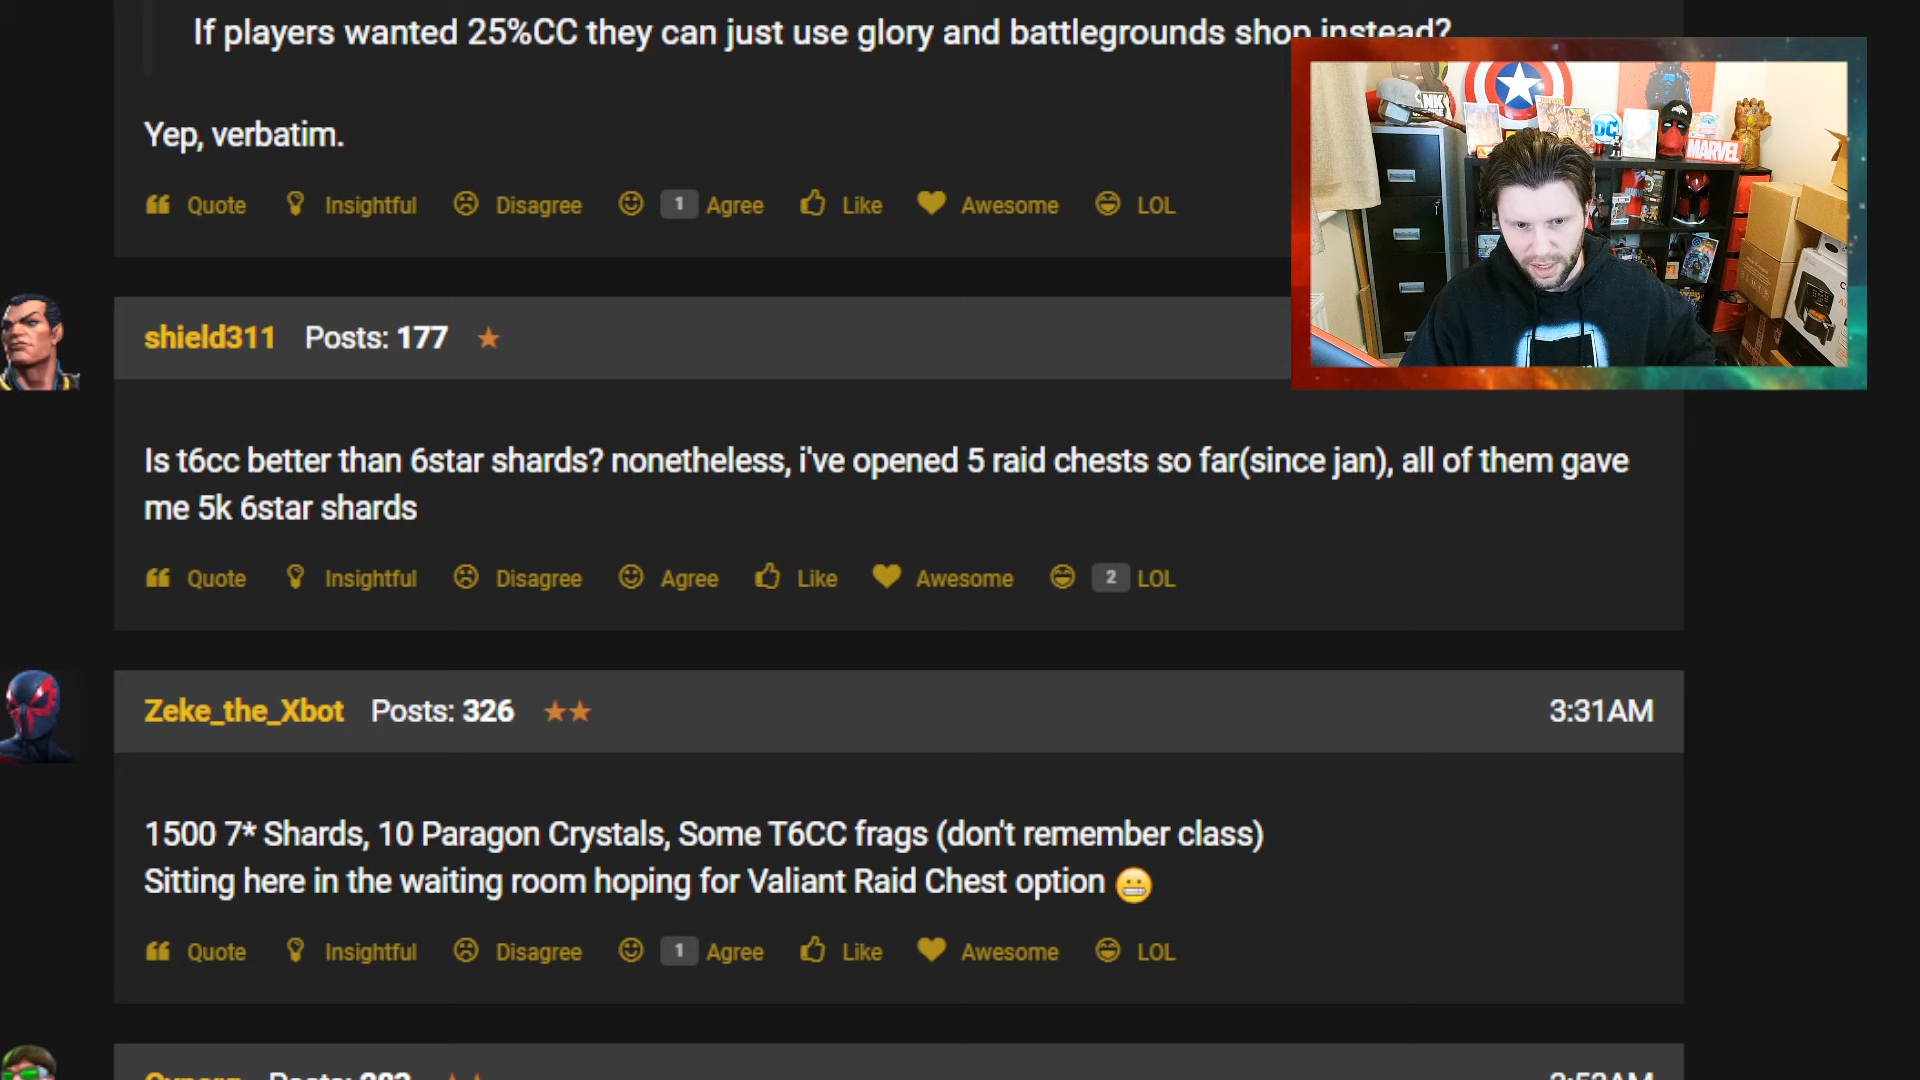 If players wanted 25%CC they can just use glory and battlegrounds shop instead?
Yep, verbatim.
Quote Insightful Disagree 1 Agree Like Awesome LOL
DC
MARVEL
shield311 Posts: 177
Is t6cc better than 6star shards? nonetheless, i've opened 5 raid chests so far(since jan), all of them gave
me 5k 6star shards
Quote Insightful Disagree Agree Like Awesome 2 LOL
Zeke_the_Xbot Posts: 326 3:31AM
1500 7* Shards, 10 Paragon Crystals, Some T6CC frags (don't remember class)
Sitting here in the waiting room hoping for Valiant Raid Chest option
Quote Insightful Disagree 1 Agree Like Awesome LOL
Posts: